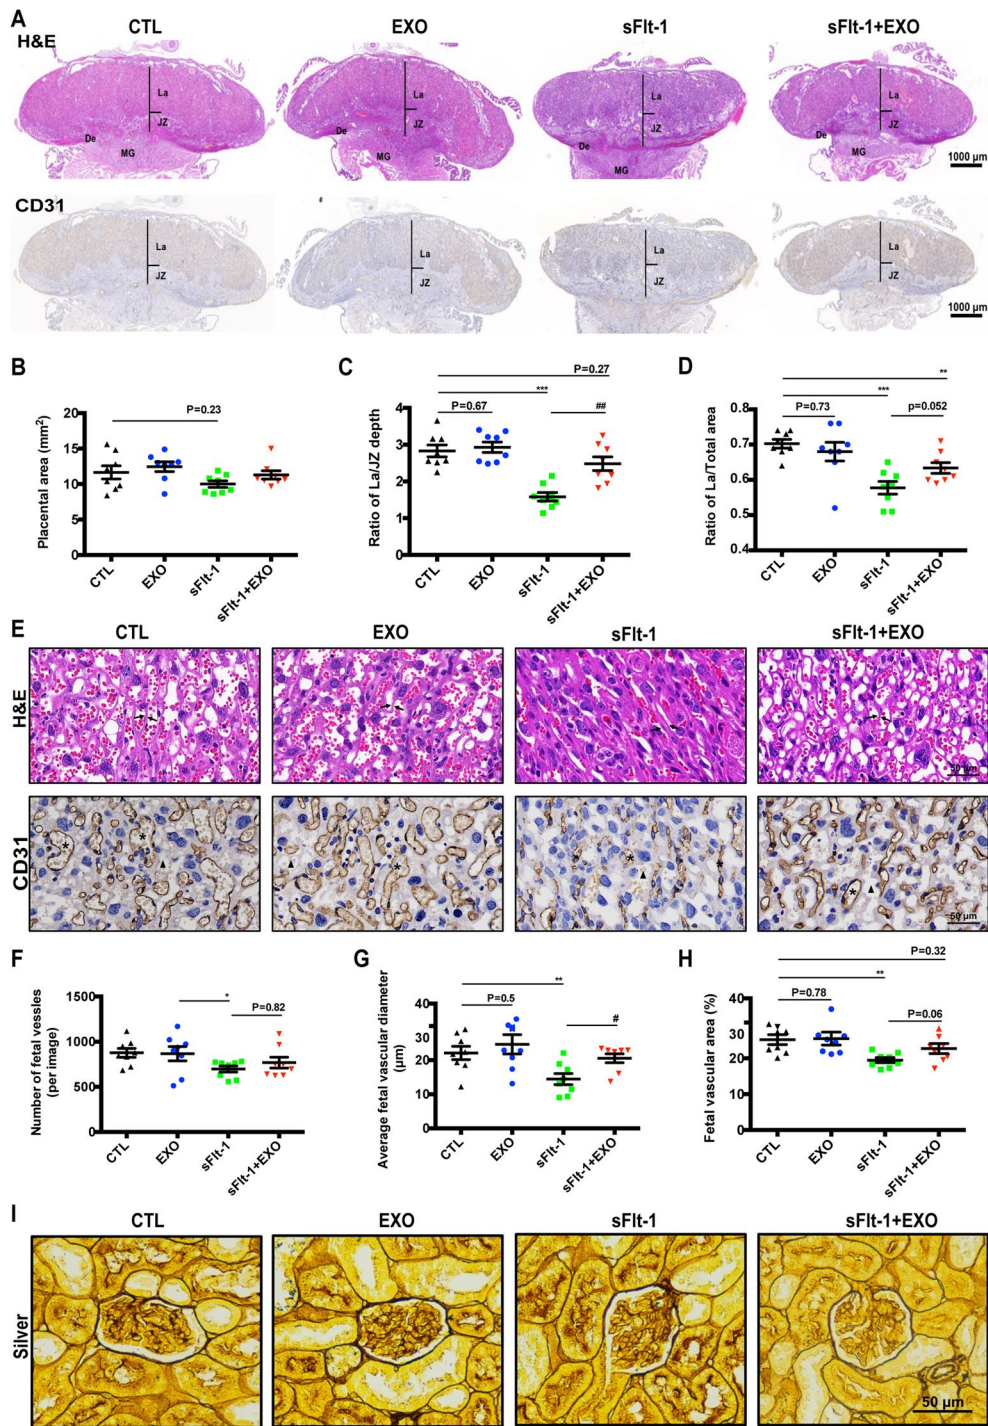 A
H&E
CTL
EXO
sFlt-1
sFlt-1+EXO
La
JZ
De
MG
La
JZ
De
MG
La
JZ
De
MG
La
JZ
De
MG
1000 µm
CD31
La
JZ
La
JZ
La
JZ
La
JZ
1000 µm
B
Placental area (mm²)
20
15
10
5
0
P=0.23
CTL
EXO
sFlt-1
sFlt-1+EXO
C
Ratio of La/JZ depth
4
3
2
1
0
P=0.27
***
P=0.67
##
CTL
EXO
sFlt-1
sFlt-1+EXO
D
Ratio of La/Total area
0.8
0.7
0.6
0.5
0.4
**
***
P=0.73
p=0.052
CTL
EXO
sFlt-1
sFlt-1+EXO
E
CTL
EXO
sFlt-1
sFlt-1+EXO
H&E
50 µm
CD31
*
*
*
*
*
50 µm
F
Number of fetal vessles
(per image)
1500
1000
500
0
*
P=0.82
CTL
EXO
sFlt-1
sFlt-1+EXO
G
Average fetal vascular diameter
(µm)
40
30
20
10
0
**
P=0.5
#
CTL
EXO
sFlt-1
sFlt-1+EXO
H
Fetal vascular area (%)
40
30
20
10
0
P=0.32
**
P=0.78
P=0.06
CTL
EXO
sFlt-1
sFlt-1+EXO
I
CTL
EXO
sFlt-1
sFlt-1+EXO
Silver
50 µm